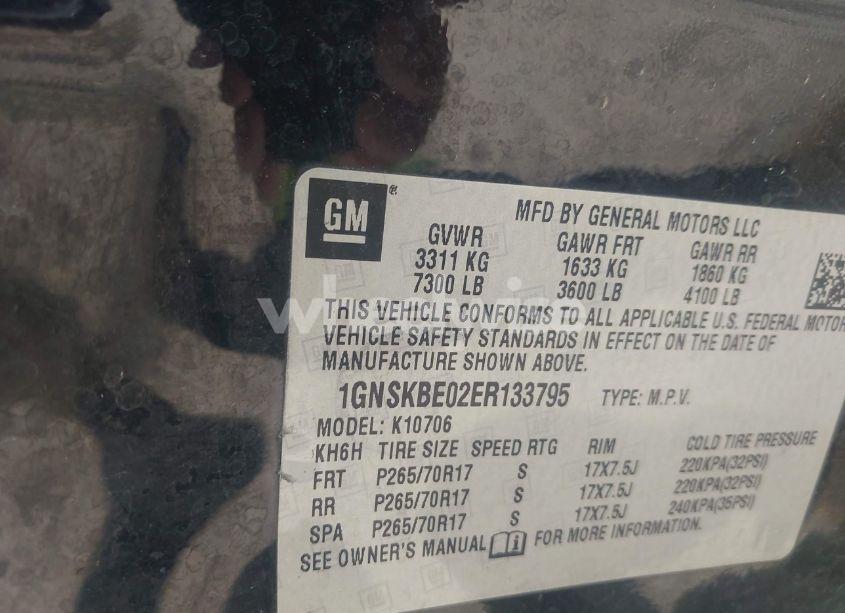 GM ®
MFD BY GENERAL MOTORS LLC
GVWR GAWR FRT GAWR RR
3311 KG 1633 KG 1860 KG
7300 LB 3600 LB 4100 LB
THIS VEHICLE CONFORMS TO ALL APPLICABLE U.S. FEDERAL MOTOR
VEHICLE SAFETY STANDARDS IN EFFECT ON THE DATE OF
MANUFACTURE SHOWN ABOVE.
1GNSKBE02ER133795 TYPE: M.P.V.
MODEL: K10706
KH6H TIRE SIZE SPEED RTG RIM COLD TIRE PRESSURE
FRT P265/70R17 S 17X7.5J 220KPA(32PSI)
RR P265/70R17 S 17X7.5J 220KPA(32PSI)
SPA P265/70R17 S 17X7.5J 240KPA(35PSI)
SEE OWNER'S MANUAL i FOR MORE INFORMATION.